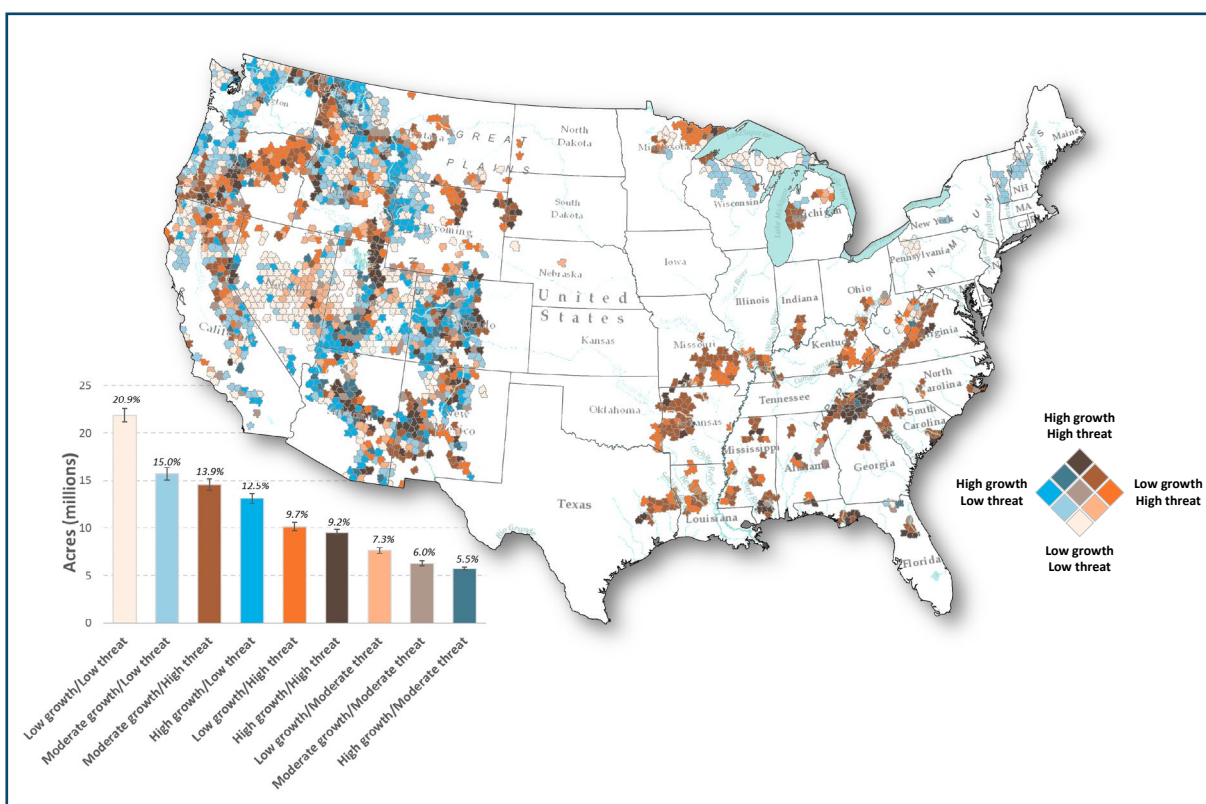 Washington
GREAT
PLAINS
North
Dakota
Minnesota
South
Dakota
Wisconsin
Michigan
Lake Michigan
Wyoming
Nebraska
Iowa
United
States
Kansas
Illinois
Indiana
Ohio
New York
Pennsylvania
Maine
NH
MA
CT
Missouri
Kentucky
Virginia
Tennessee
North
Carolina
South
Carolina
Oklahoma
Mississippi
Georgia
Texas
Louisiana
Florida
Rio Grande
Acres (millions)
25
20
15
10
5
0
20.9%
15.0%
13.9%
12.5%
9.7%
9.2%
7.3%
6.0%
5.5%
Low growth/Low threat
Moderate growth/Low threat
Moderate growth/High threat
High growth/Low threat
Low growth/High threat
High growth/High threat
Low growth/Moderate threat
Moderate growth/Moderate threat
High growth/Moderate threat
High growth
High threat
High growth
Low threat
Low growth
High threat
Low growth
Low threat